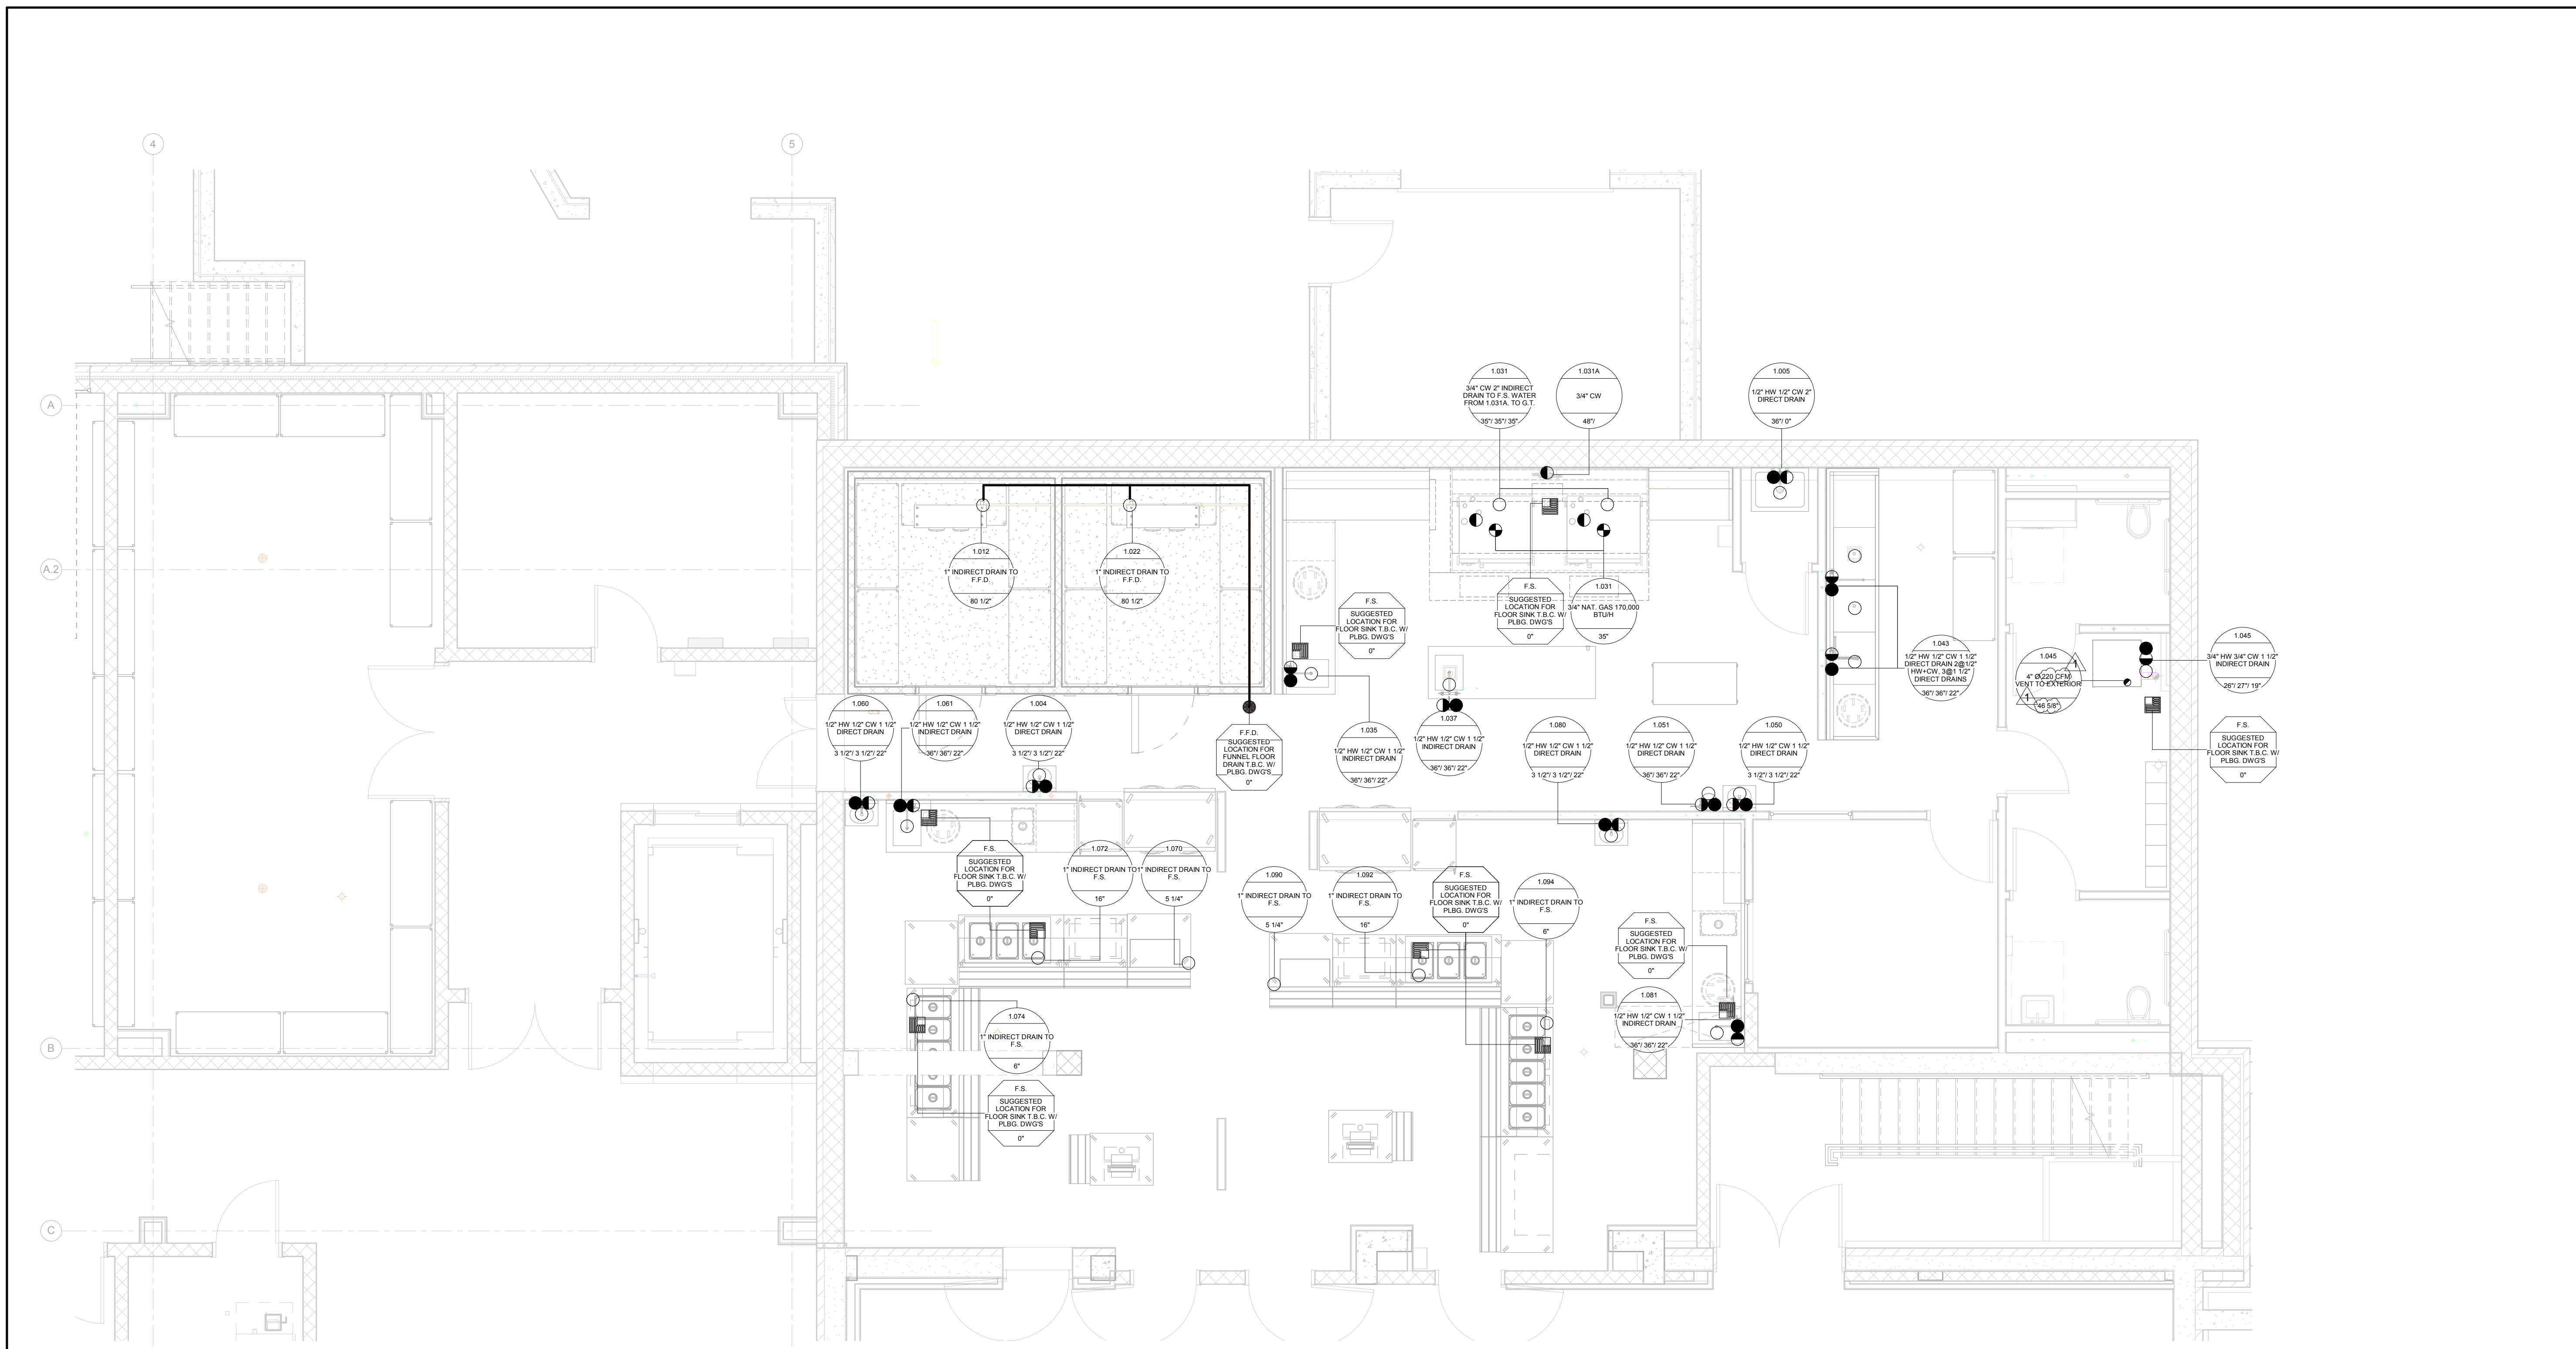 4
5
A
A.2
B
C
1.031
3/4" CW 2" INDIRECT
DRAIN TO F.S. WATER
FROM 1.031A. TO G.T.
35"/ 35"/ 35"
1.031A
3/4" CW
48"/
1.005
1/2" HW 1/2" CW 2"
DIRECT DRAIN
36"/ 0"
1.012
1" INDIRECT DRAIN TO
F.F.D.
80 1/2"
1.022
1" INDIRECT DRAIN TO
F.F.D.
80 1/2"
F.S.
SUGGESTED
LOCATION FOR
FLOOR SINK T.B.C. W/
PLBG. DWG'S
0"
1.031
3/4" NAT. GAS 170,000
BTU/H
35"
F.S.
SUGGESTED
LOCATION FOR
FLOOR SINK T.B.C. W/
PLBG. DWG'S
0"
1.043
1/2" HW 1/2" CW 1 1/2"
DIRECT DRAIN 2@1/2"
HW+CW, 3@1 1/2"
DIRECT DRAINS
36"/ 36"/ 22"
1.045
4" Ø(220 CFM)
VENT TO EXTERIOR
46 5/8"
1
1
1.045
3/4" HW 3/4" CW 1 1/2"
INDIRECT DRAIN
26"/ 27"/ 19"
1.060
1/2" HW 1/2" CW 1 1/2"
DIRECT DRAIN
3 1/2"/ 3 1/2"/ 22"
1.061
1/2" HW 1/2" CW 1 1/2"
INDIRECT DRAIN
36"/ 36"/ 22"
1.004
1/2" HW 1/2" CW 1 1/2"
DIRECT DRAIN
3 1/2"/ 3 1/2"/ 22"
F.F.D.
SUGGESTED
LOCATION FOR
FUNNEL FLOOR
DRAIN T.B.C. W/
PLBG. DWG'S
0"
1.035
1/2" HW 1/2" CW 1 1/2"
INDIRECT DRAIN
36"/ 36"/ 22"
1.037
1/2" HW 1/2" CW 1 1/2"
INDIRECT DRAIN
36"/ 36"/ 22"
1.080
1/2" HW 1/2" CW 1 1/2"
DIRECT DRAIN
3 1/2"/ 3 1/2"/ 22"
1.051
1/2" HW 1/2" CW 1 1/2"
DIRECT DRAIN
36"/ 36"/ 22"
1.050
1/2" HW 1/2" CW 1 1/2"
DIRECT DRAIN
3 1/2"/ 3 1/2"/ 22"
F.S.
SUGGESTED
LOCATION FOR
FLOOR SINK T.B.C. W/
PLBG. DWG'S
0"
F.S.
SUGGESTED
LOCATION FOR
FLOOR SINK T.B.C. W/
PLBG. DWG'S
0"
1.072
1" INDIRECT DRAIN TO
F.S.
16"
1.070
1" INDIRECT DRAIN TO
F.S.
5 1/4"
1.090
1" INDIRECT DRAIN TO
F.S.
5 1/4"
1.092
1" INDIRECT DRAIN TO
F.S.
16"
F.S.
SUGGESTED
LOCATION FOR
FLOOR SINK T.B.C. W/
PLBG. DWG'S
0"
1.094
1" INDIRECT DRAIN TO
F.S.
6"
F.S.
SUGGESTED
LOCATION FOR
FLOOR SINK T.B.C. W/
PLBG. DWG'S
0"
1.081
1/2" HW 1/2" CW 1 1/2"
INDIRECT DRAIN
36"/ 36"/ 22"
1.074
1" INDIRECT DRAIN TO
F.S.
6"
F.S.
SUGGESTED
LOCATION FOR
FLOOR SINK T.B.C. W/
PLBG. DWG'S
0"